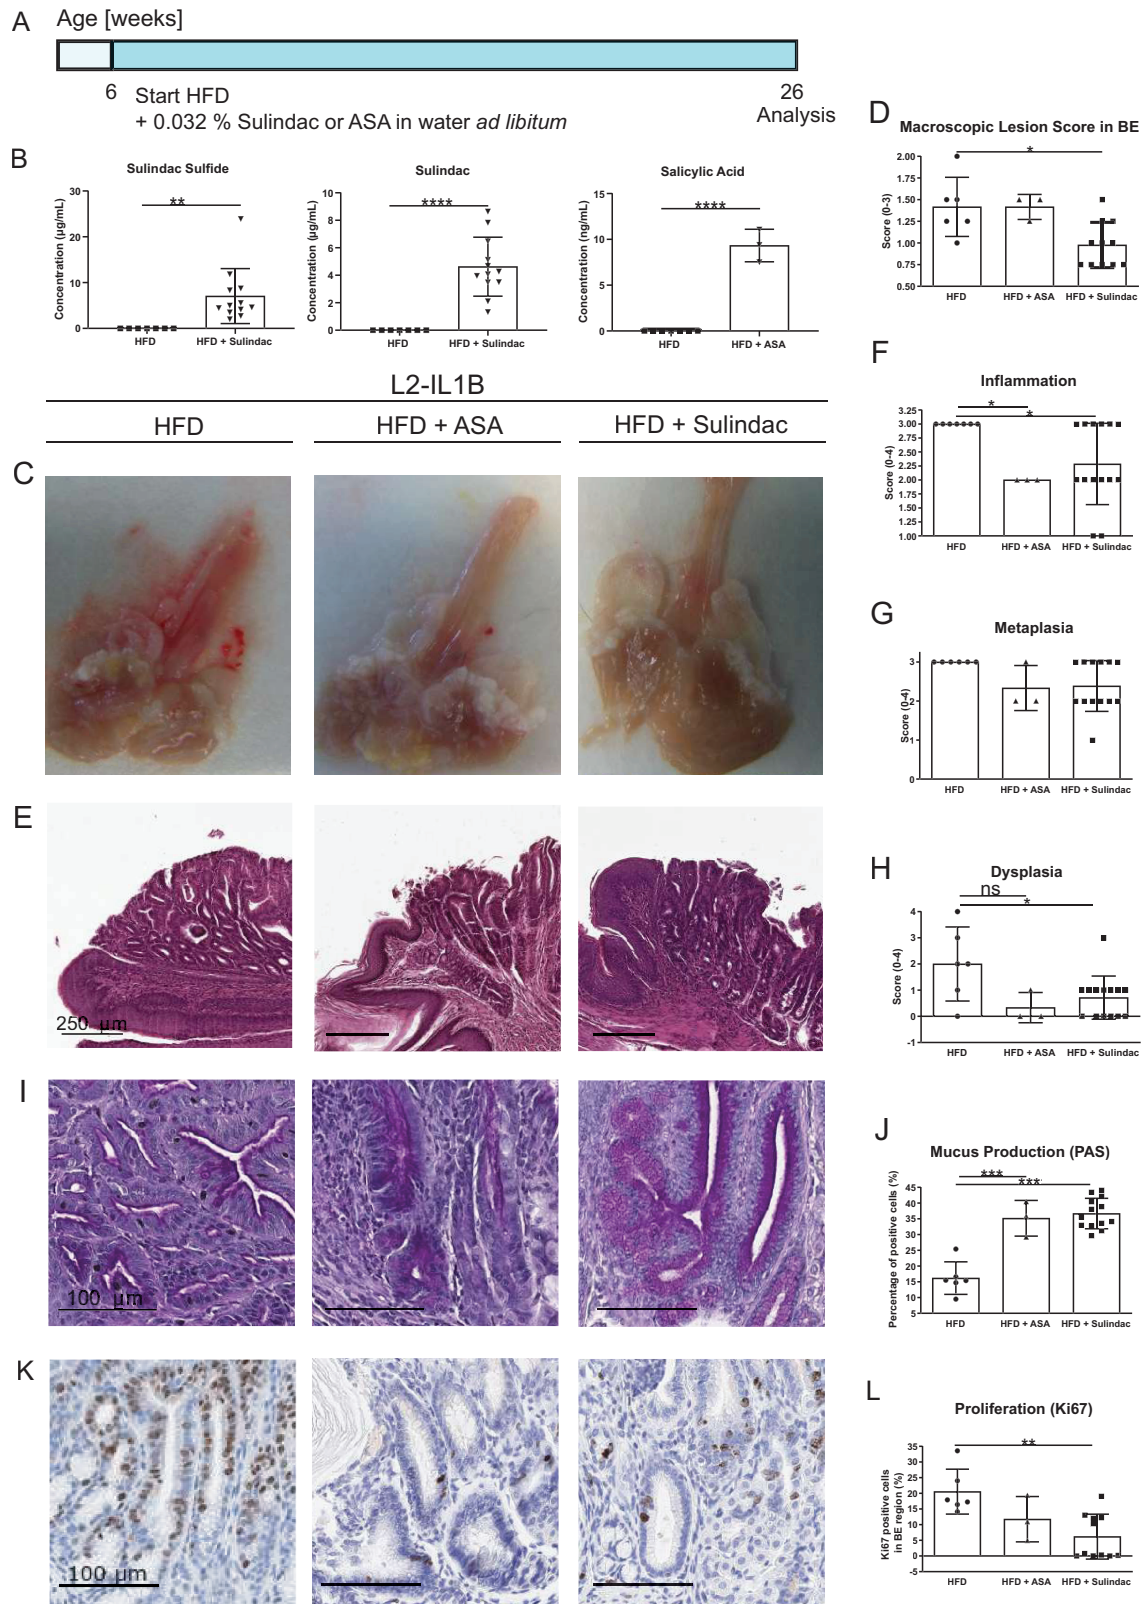 A
Age [weeks]
6
Start HFD
+ 0.032 % Sulindac or ASA in water ad libitum
26
Analysis
B
Sulindac Sulfide
**
Concentration (µg/mL)
30
20
10
0
HFD
HFD + Sulindac
Sulindac
****
Concentration (µg/mL)
10
8
6
4
2
0
HFD
HFD + Sulindac
Salicylic Acid
****
Concentration (ng/mL)
15
10
5
0
HFD
HFD + ASA
L2-IL1B
HFD
HFD + ASA
HFD + Sulindac
C
D
Macroscopic Lesion Score in BE
*
Score (0-3)
2.00
1.75
1.50
1.25
1.00
0.75
0.50
HFD
HFD + ASA
HFD + Sulindac
E
250 µm
F
Inflammation
*
*
Score (0-4)
3.25
3.00
2.75
2.50
2.25
2.00
1.75
1.50
1.25
1.00
HFD
HFD + ASA
HFD + Sulindac
G
Metaplasia
Score (0-4)
3
2
1
0
HFD
HFD + ASA
HFD + Sulindac
H
Dysplasia
ns
*
Score (0-4)
4
3
2
1
0
-1
HFD
HFD + ASA
HFD + Sulindac
I
100 µm
J
Mucus Production (PAS)
***
***
Percentage of positive cells (%)
45
40
35
30
25
20
15
10
5
HFD
HFD + ASA
HFD + Sulindac
K
100 µm
L
Proliferation (Ki67)
**
Ki67 positive cells
in BE region (%)
35
30
25
20
15
10
5
0
-5
HFD
HFD + ASA
HFD + Sulindac